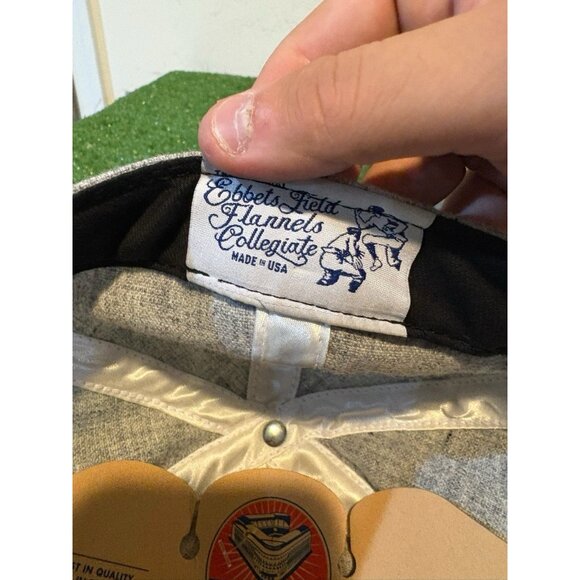 Ebbets Field
Flannels
Collegiate
MADE IN USA
ST IN QUALITY